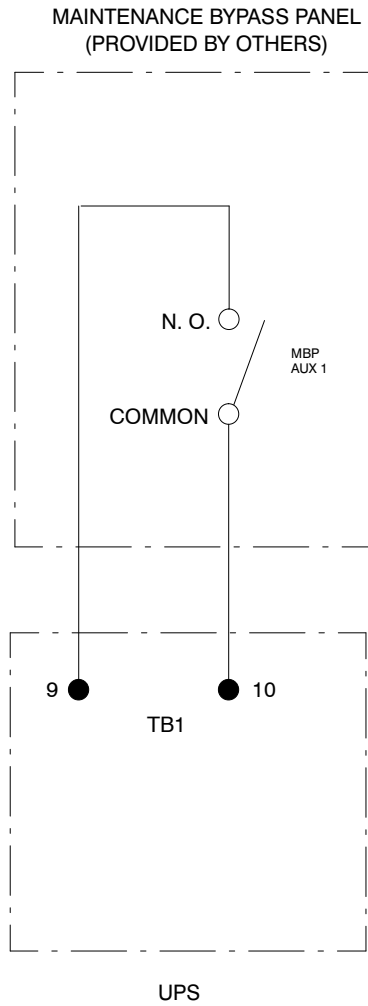 MAINTENANCE BYPASS PANEL
(PROVIDED BY OTHERS)
N. O.
MBP
AUX 1
COMMON
9
10
TB1
UPS